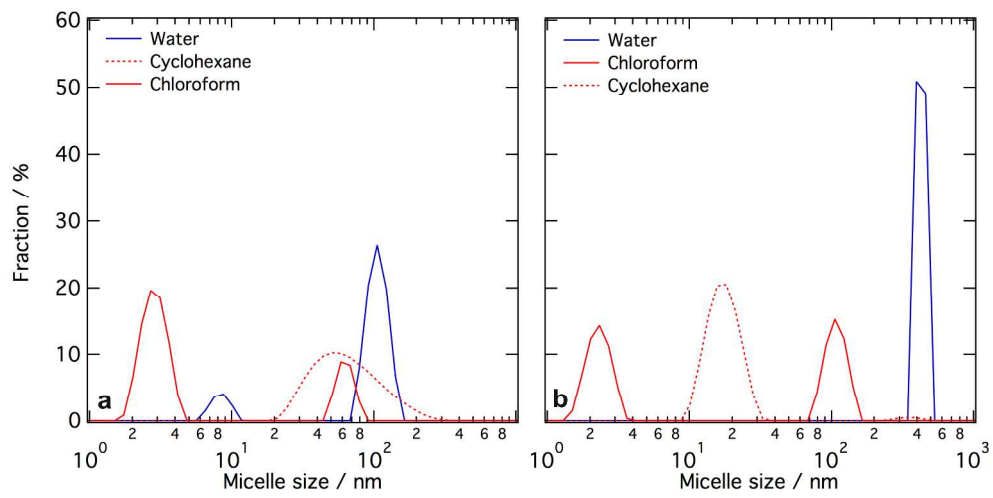 60
50
40
30
20
10
0
Fraction / %
Water
Cyclohexane
Chloroform
a
2 4 6 8 2 4 6 8 2 4 6 8
10^0 10^1 10^2
Micelle size / nm
Water
Chloroform
Cyclohexane
b
2 4 6 8 2 4 6 8 2 4 6 8
10^0 10^1 10^2 10^3
Micelle size / nm